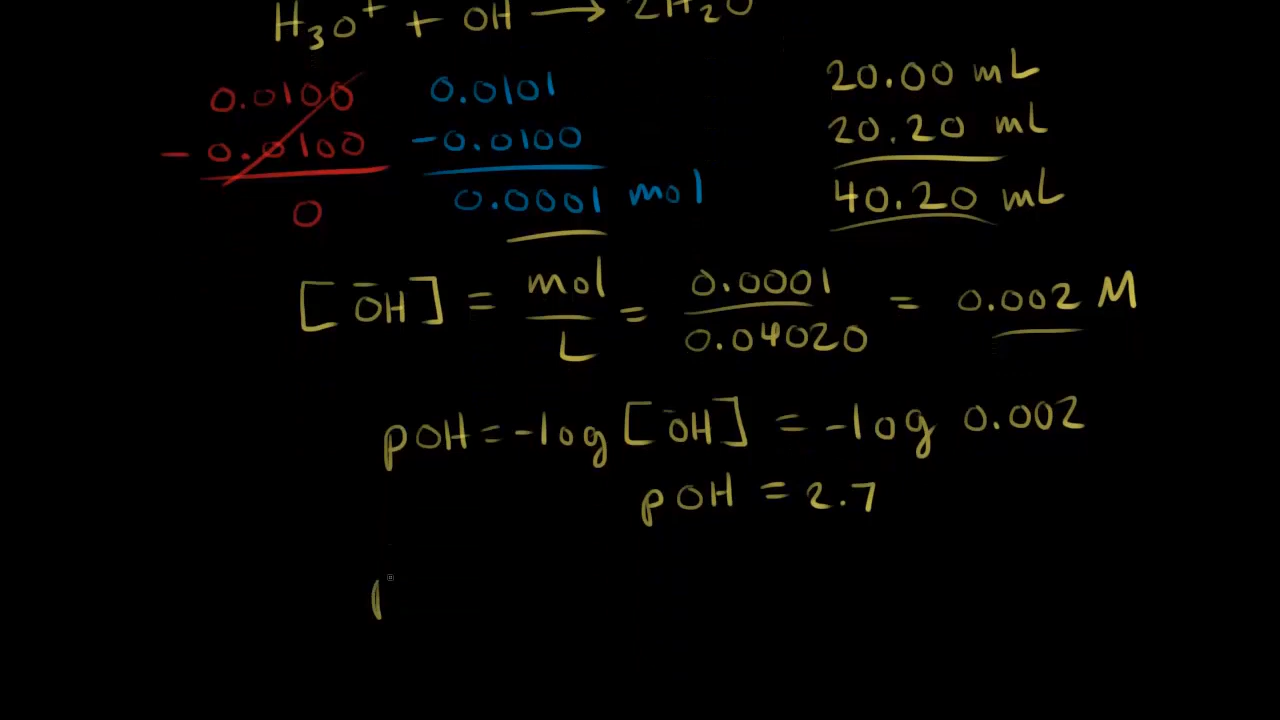 H₃O⁺ + OH → 2H₂O
0.0100 0.0101 20.00 mL
− 0.0100 −0.0100 20.20 mL
0 0.0001 mol 40.20 mL
[⁻OH] = mol/L = 0.0001/0.04020 = 0.002 M
pOH = -log [⁻OH] = -log 0.002
pOH = 2.7